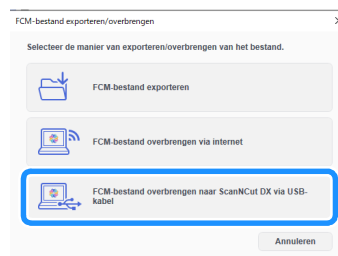 FCM-bestand exporteren/overbrengen
Selecteer de manier van exporteren/overbrengen van het bestand.
FCM-bestand exporteren
FCM-bestand overbrengen via internet
FCM-bestand overbrengen naar ScanNCut DX via USB-
kabel
Annuleren